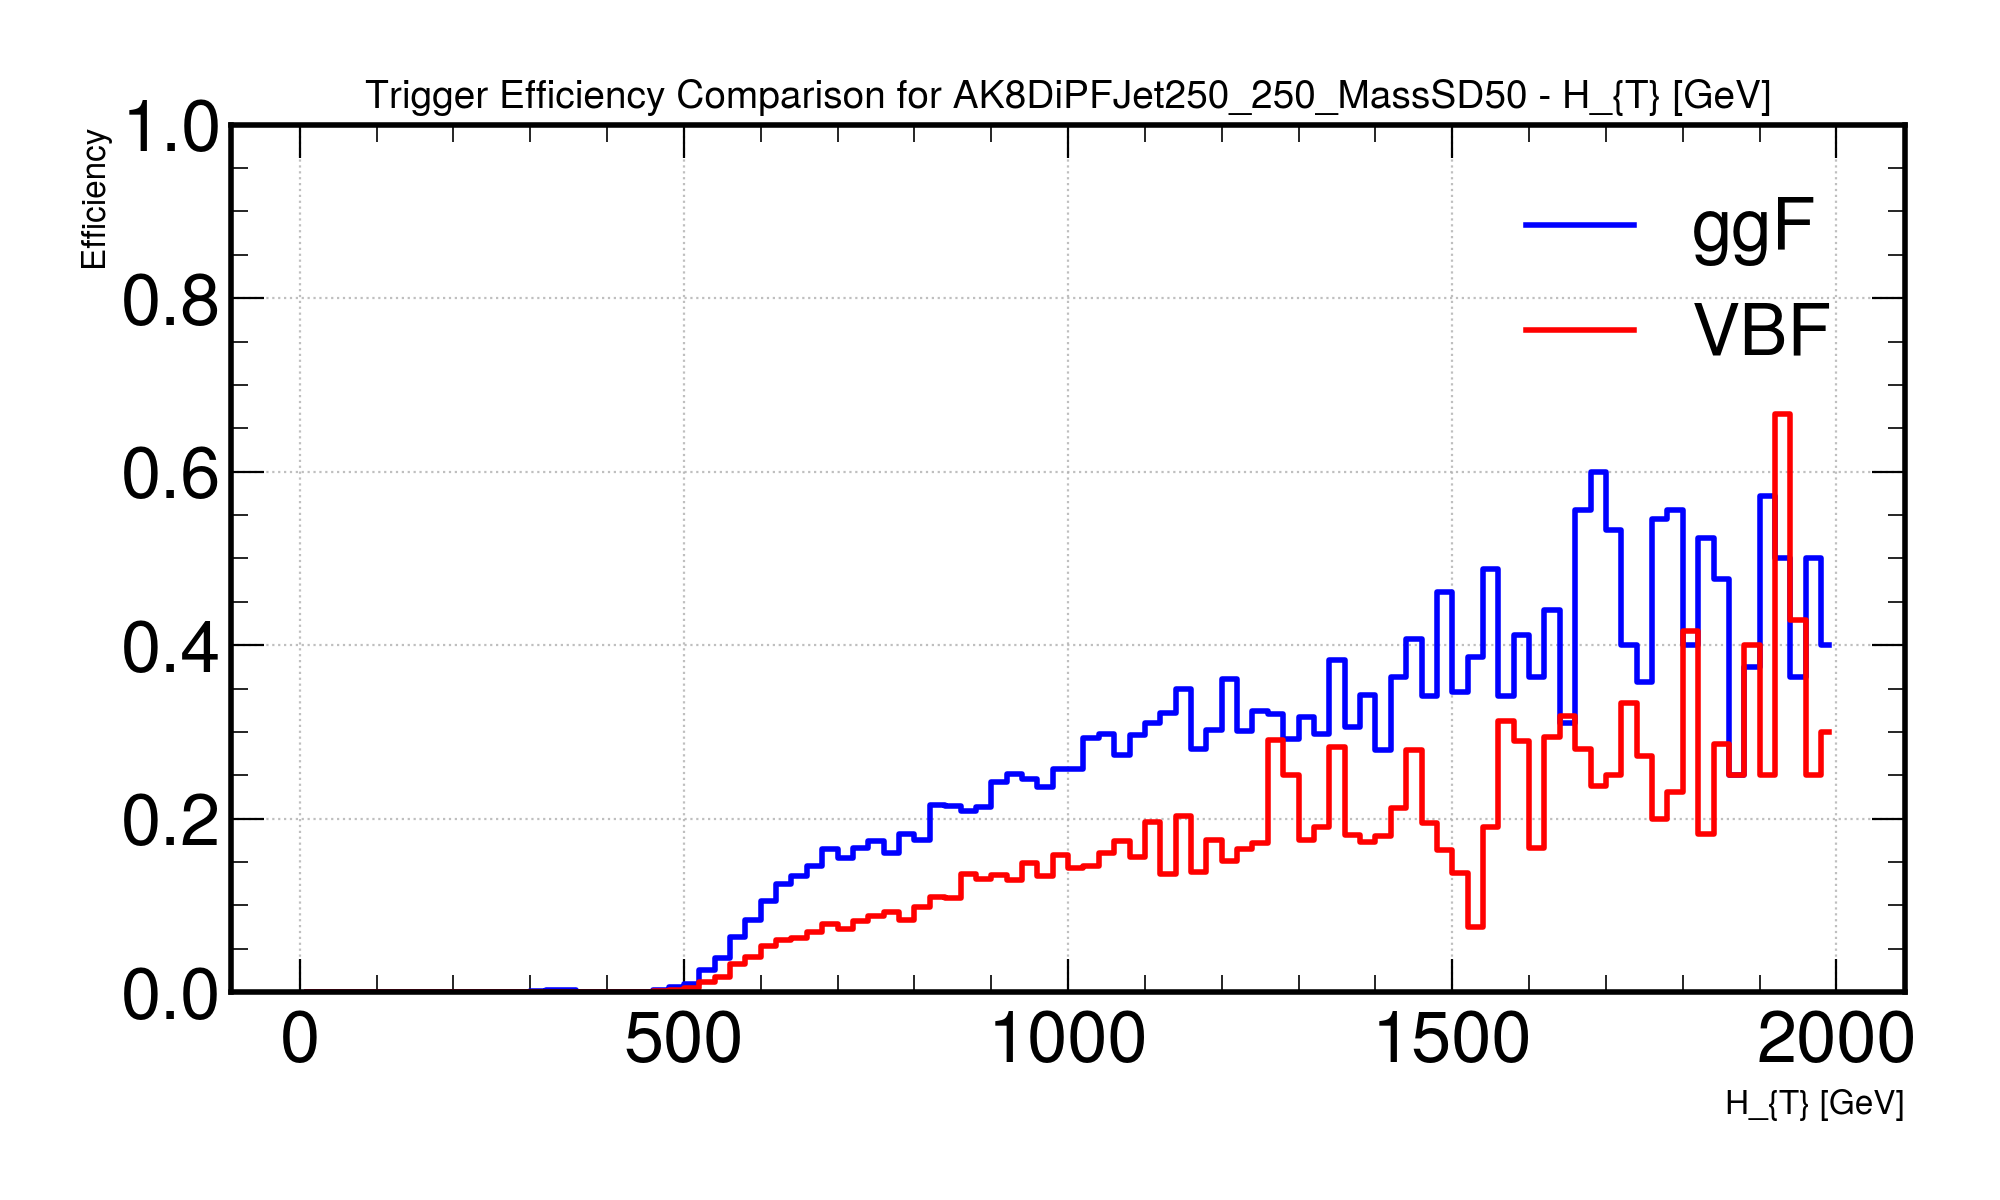 Trigger Efficiency Comparison for AK8DiPFJet250_250_MassSD50 - H_{T} [GeV]
Efficiency
1.0
0.8
0.6
0.4
0.2
0.0
ggF
VBF
0 500 1000 1500 2000
H_{T} [GeV]